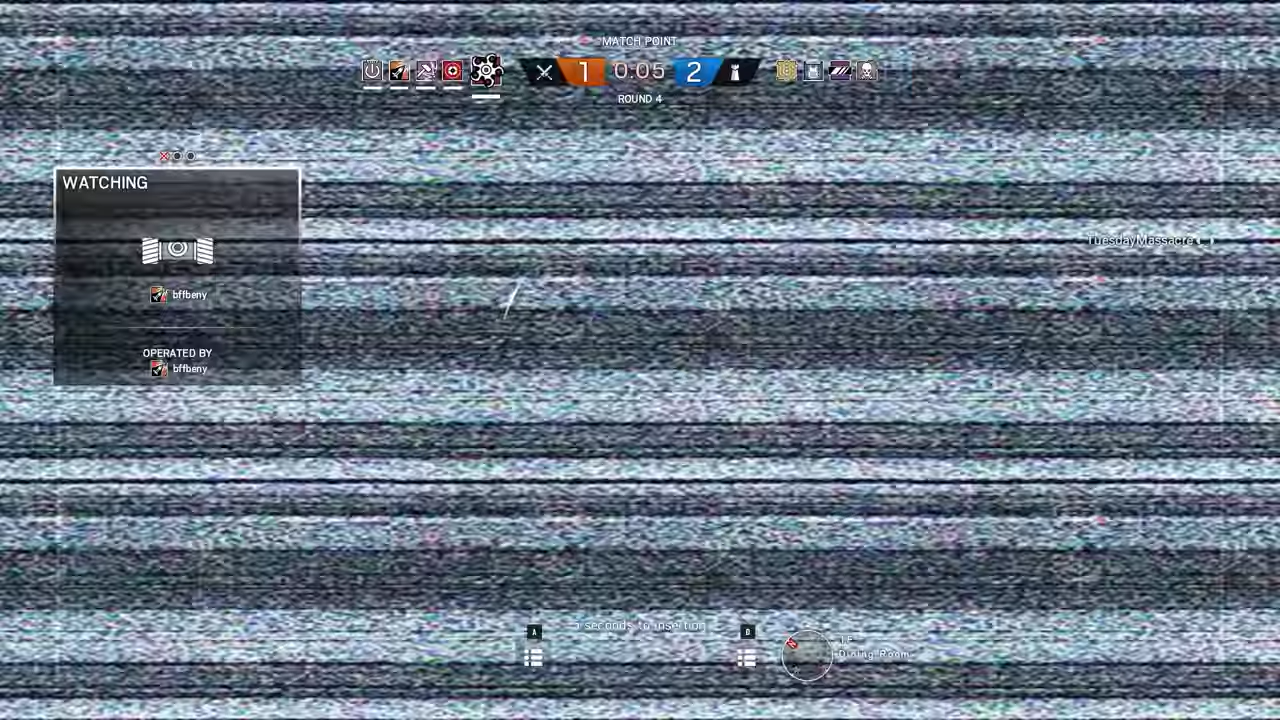 MATCH POINT
1 0:05 2
ROUND 4
WATCHING
TuesdayMassacre
bffbeny
OPERATED BY
bffbeny
A
seconds to insertion
D
1F
Dining Room